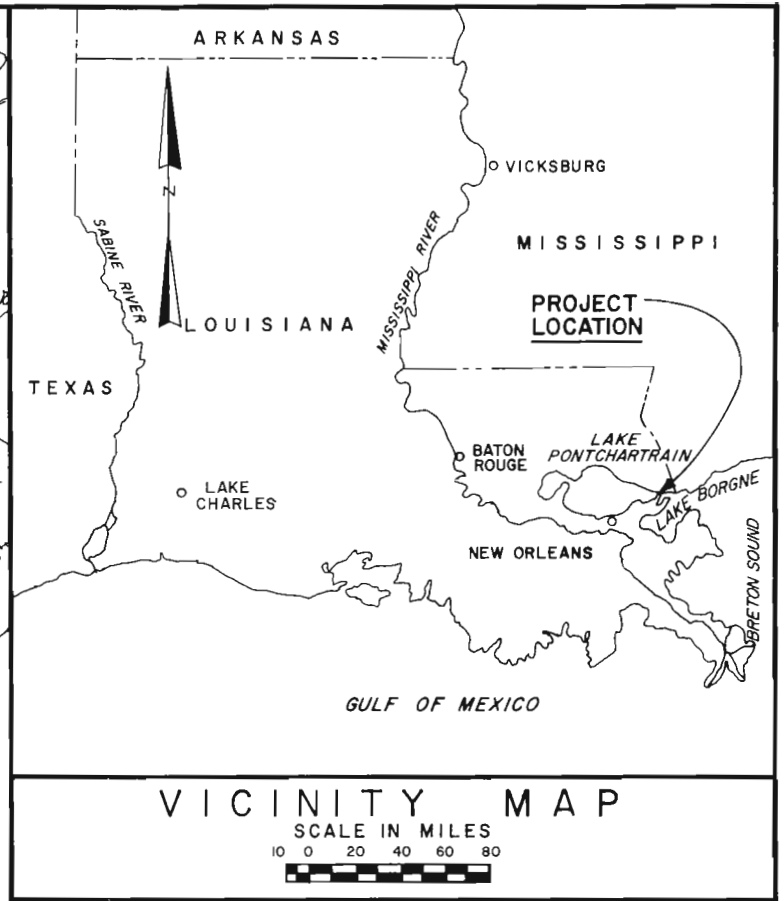 ARKANSAS
VICKSBURG
SABINE RIVER
MISSISSIPPI RIVER
MISSISSIPPI
N
PROJECT
LOCATION
LOUISIANA
TEXAS
LAKE
PONTCHARTRAIN
BATON
ROUGE
LAKE
CHARLES
LAKE BORGNE
NEW ORLEANS
BRETON SOUND
GULF OF MEXICO
VICINITY MAP
SCALE IN MILES
10 0 20 40 60 80